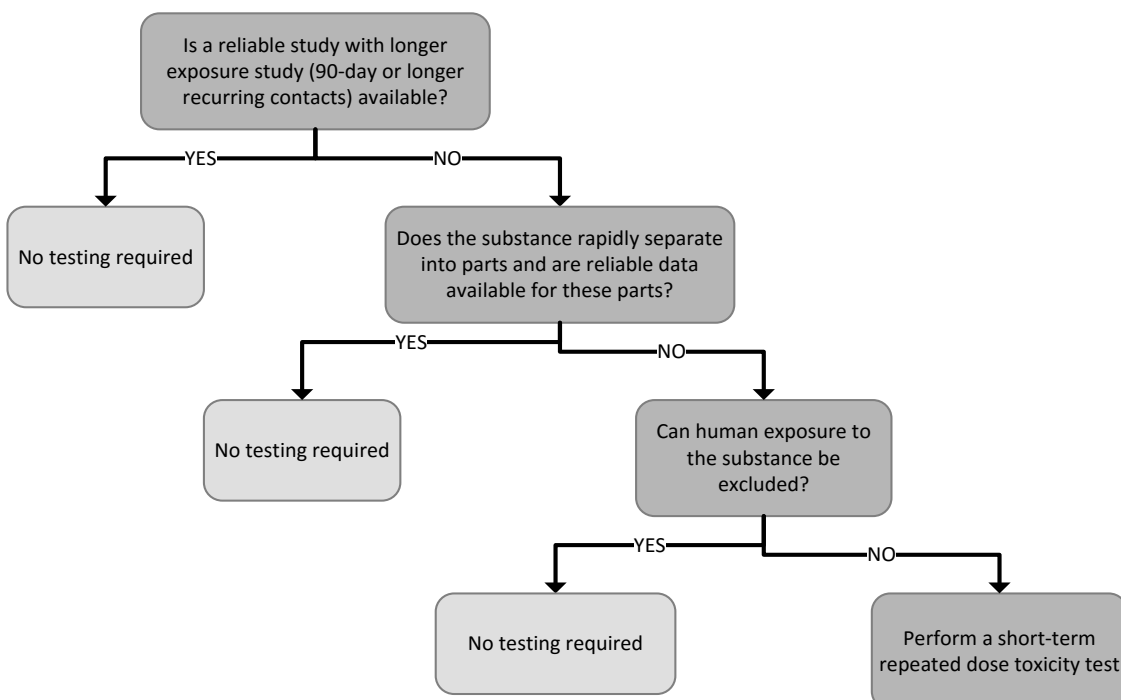 Is a reliable study with longer
exposure study (90-day or longer
recurring contacts) available?
YES
NO
No testing required
Does the substance rapidly separate
into parts and are reliable data
available for these parts?
YES
NO
No testing required
Can human exposure to
the substance be
excluded?
YES
NO
No testing required
Perform a short-term
repeated dose toxicity test